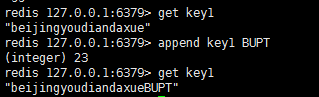 redis 127.0.0.1:6379> get key1
"beijingyoudiandaxue"
redis 127.0.0.1:6379> append key1 BUPT
(integer) 23
redis 127.0.0.1:6379> get key1
"beijingyoudiandaxueBUPT"